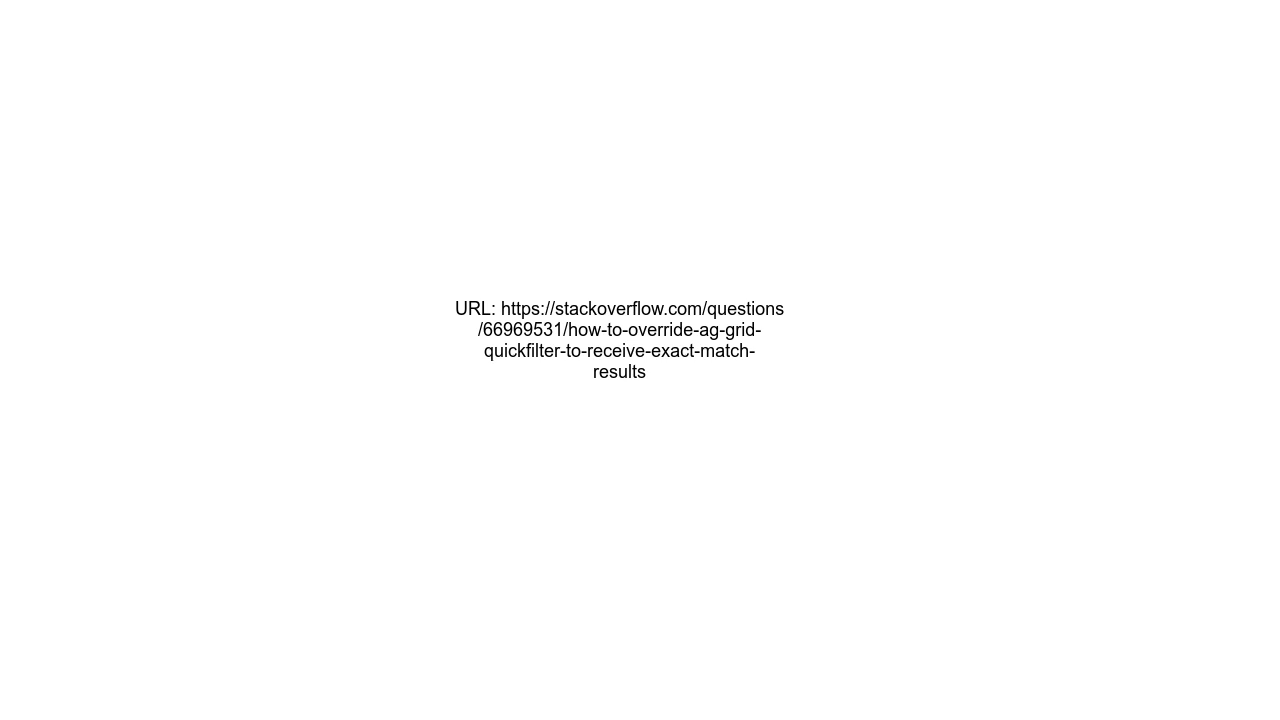 URL: https://stackoverflow.com/questions
/66969531/how-to-override-ag-grid-
quickfilter-to-receive-exact-match-
results